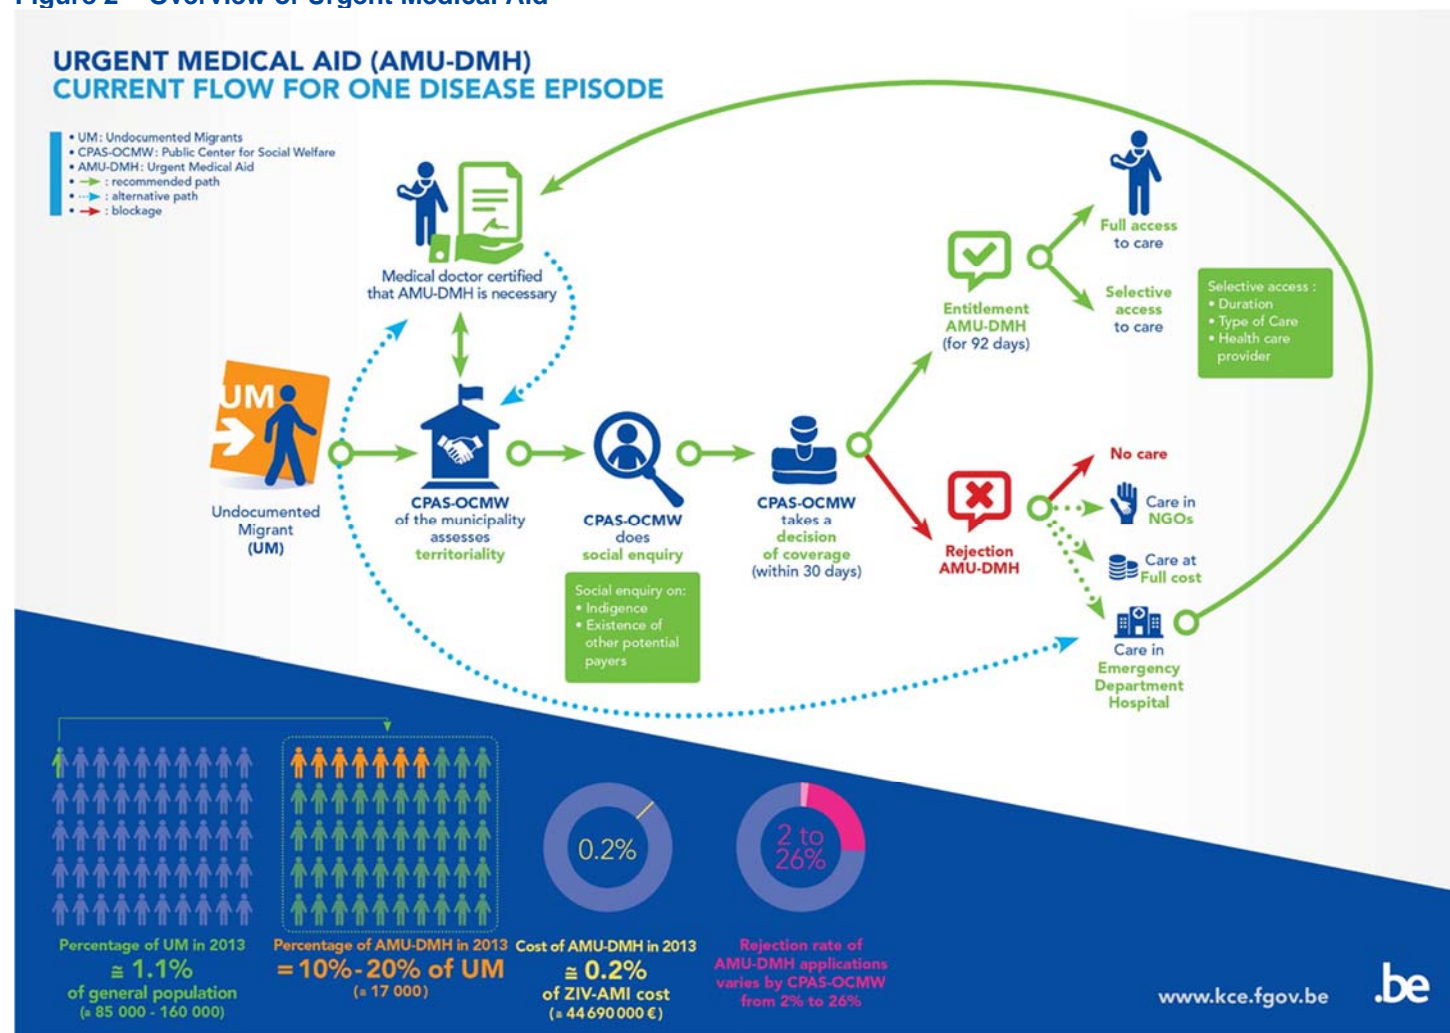 Figure 2 – Overview of Urgent Medical Aid
URGENT MEDICAL AID (AMU-DMH)
CURRENT FLOW FOR ONE DISEASE EPISODE
• UM : Undocumented Migrants
• CPAS-OCMW : Public Center for Social Welfare
• AMU-DMH : Urgent Medical Aid
• : recommended path
• : alternative path
• : blockage
Medical doctor certified
that AMU-DMH is necessary
UM
Undocumented
Migrant
(UM)
CPAS-OCMW
of the municipality
assesses
territoriality
CPAS-OCMW
does
social enquiry
Social enquiry on:
• Indigence
• Existence of
other potential
payers
CPAS-OCMW
takes a
decision
of coverage
(within 30 days)
Entitlement
AMU-DMH
(for 92 days)
Full access
to care
Selective
access
to care
Selective access :
• Duration
• Type of Care
• Health care
provider
Rejection
AMU-DMH
No care
Care in
NGOs
Care at
Full cost
Care in
Emergency
Department
Hospital
Percentage of UM in 2013
≅ 1.1%
of general population
(≅ 85 000 - 160 000)
Percentage of AMU-DMH in 2013
= 10%-20% of UM
(≅ 17 000)
0.2%
Cost of AMU-DMH in 2013
≅ 0.2%
of ZIV-AMI cost
(≅ 44 690 000 €)
2 to
26%
Rejection rate of
AMU-DMH applications
varies by CPAS-OCMW
from 2% to 26%
www.kce.fgov.be
.be